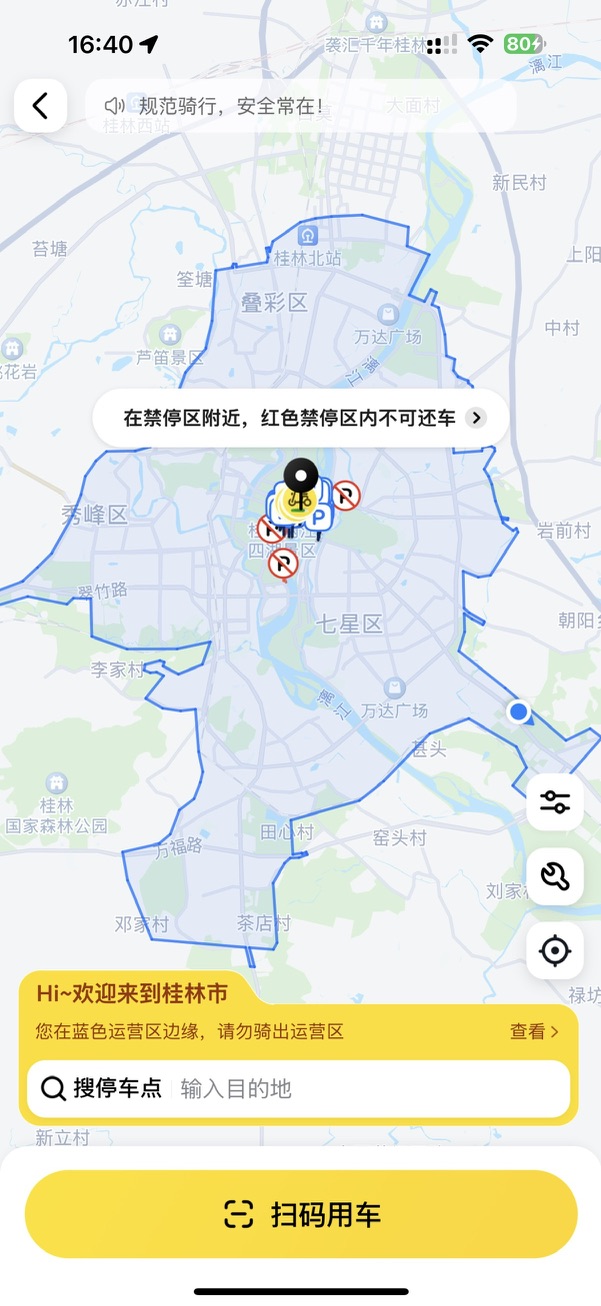 16:40
80
袭汇千年桂林
漓江
规范骑行，安全常在！
大面村
桂林西站
新民村
苔塘
上阳
桂林北站
筌塘
叠彩区
中村
万达广场
芦笛景区
桃花岩
漓江
在禁停区附近，红色禁停区内不可还车
秀峰区
P
岩前村
四湖景区
翠竹路
朝阳乡
七星区
李家村
漓江
万达广场
甚头
桂林
国家森林公园
田心村
窑头村
万福路
刘家村
邓家村
茶店村
禄坊
Hi~欢迎来到桂林市
您在蓝色运营区边缘，请勿骑出运营区
查看
搜停车点
输入目的地
新立村
扫码用车